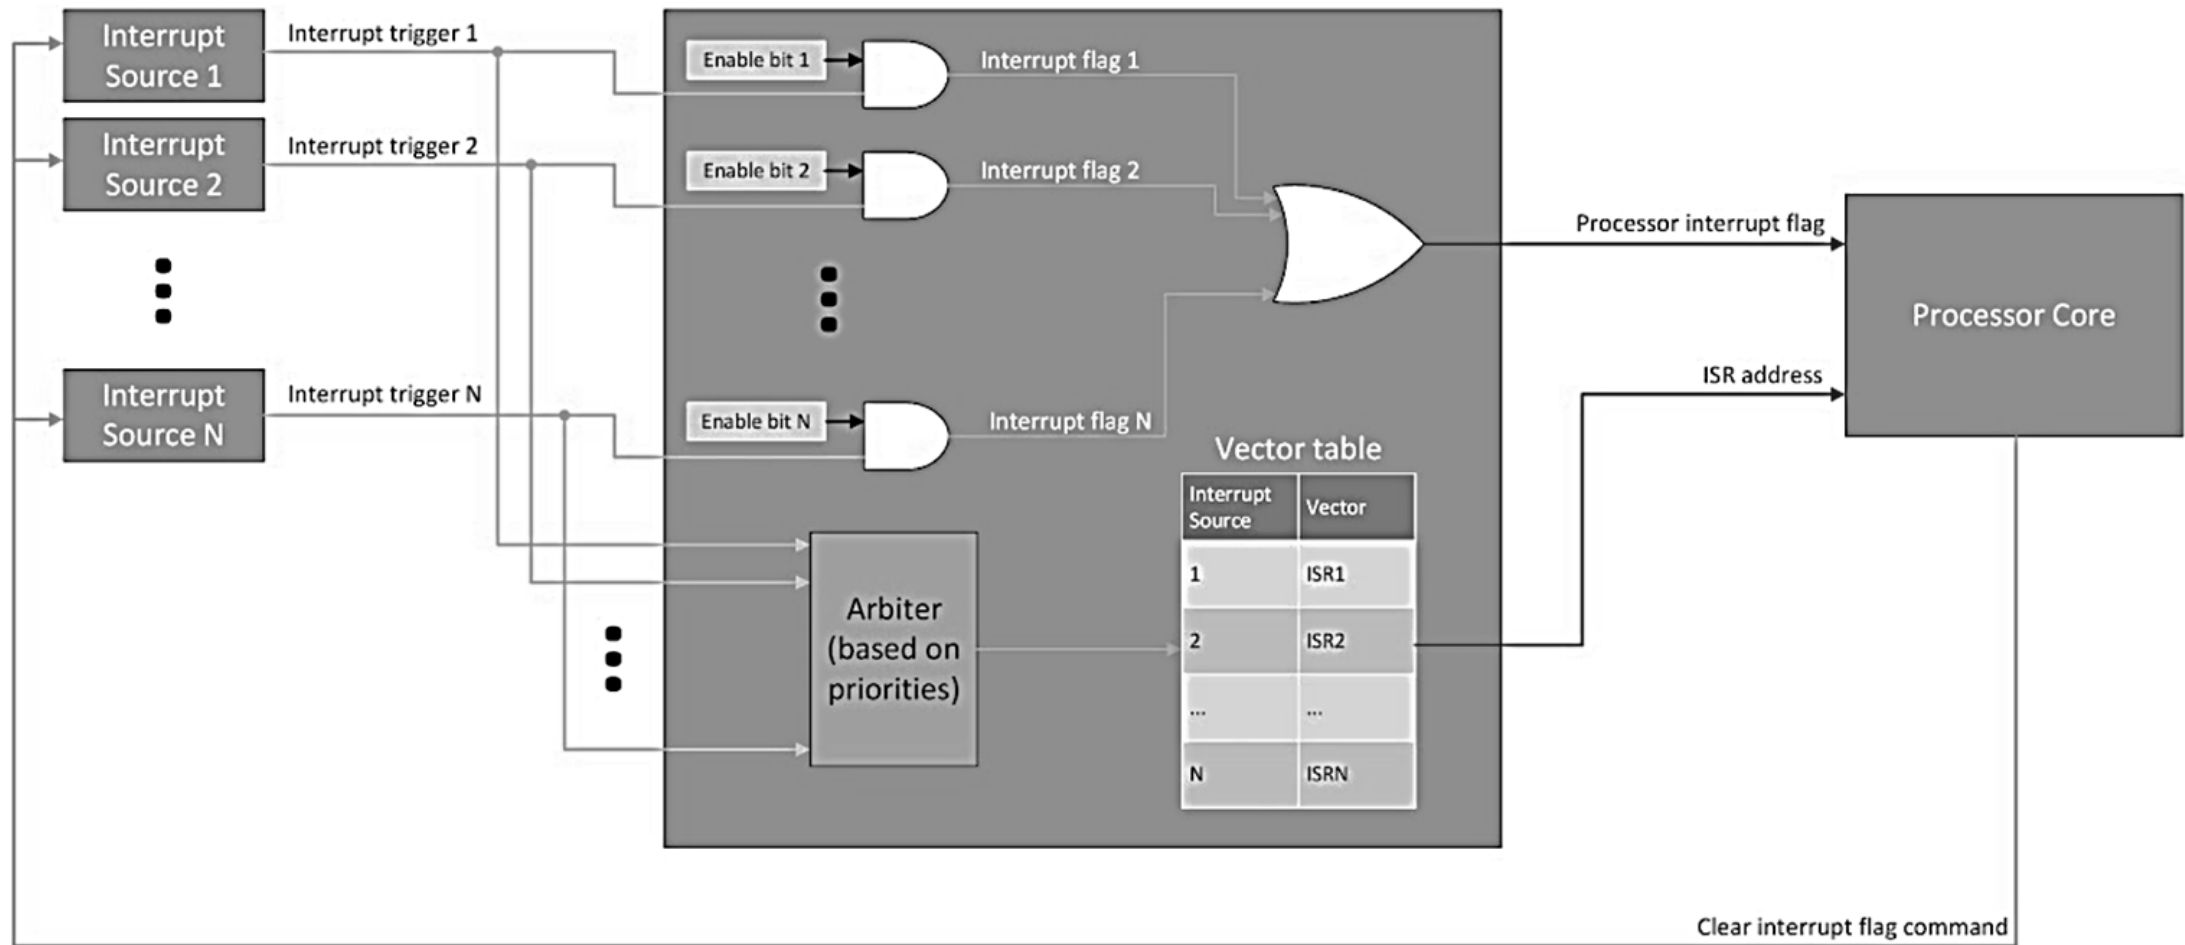 Interrupt
Source 1
Interrupt trigger 1
Enable bit 1
Interrupt flag 1
Interrupt
Source 2
Interrupt trigger 2
Enable bit 2
Interrupt flag 2
Processor interrupt flag
Processor Core
ISR address
Interrupt
Source N
Interrupt trigger N
Enable bit N
Interrupt flag N
Vector table
Interrupt
Source
Vector
1
ISR1
2
ISR2
...
...
N
ISRN
Arbiter
(based on
priorities)
Clear interrupt flag command